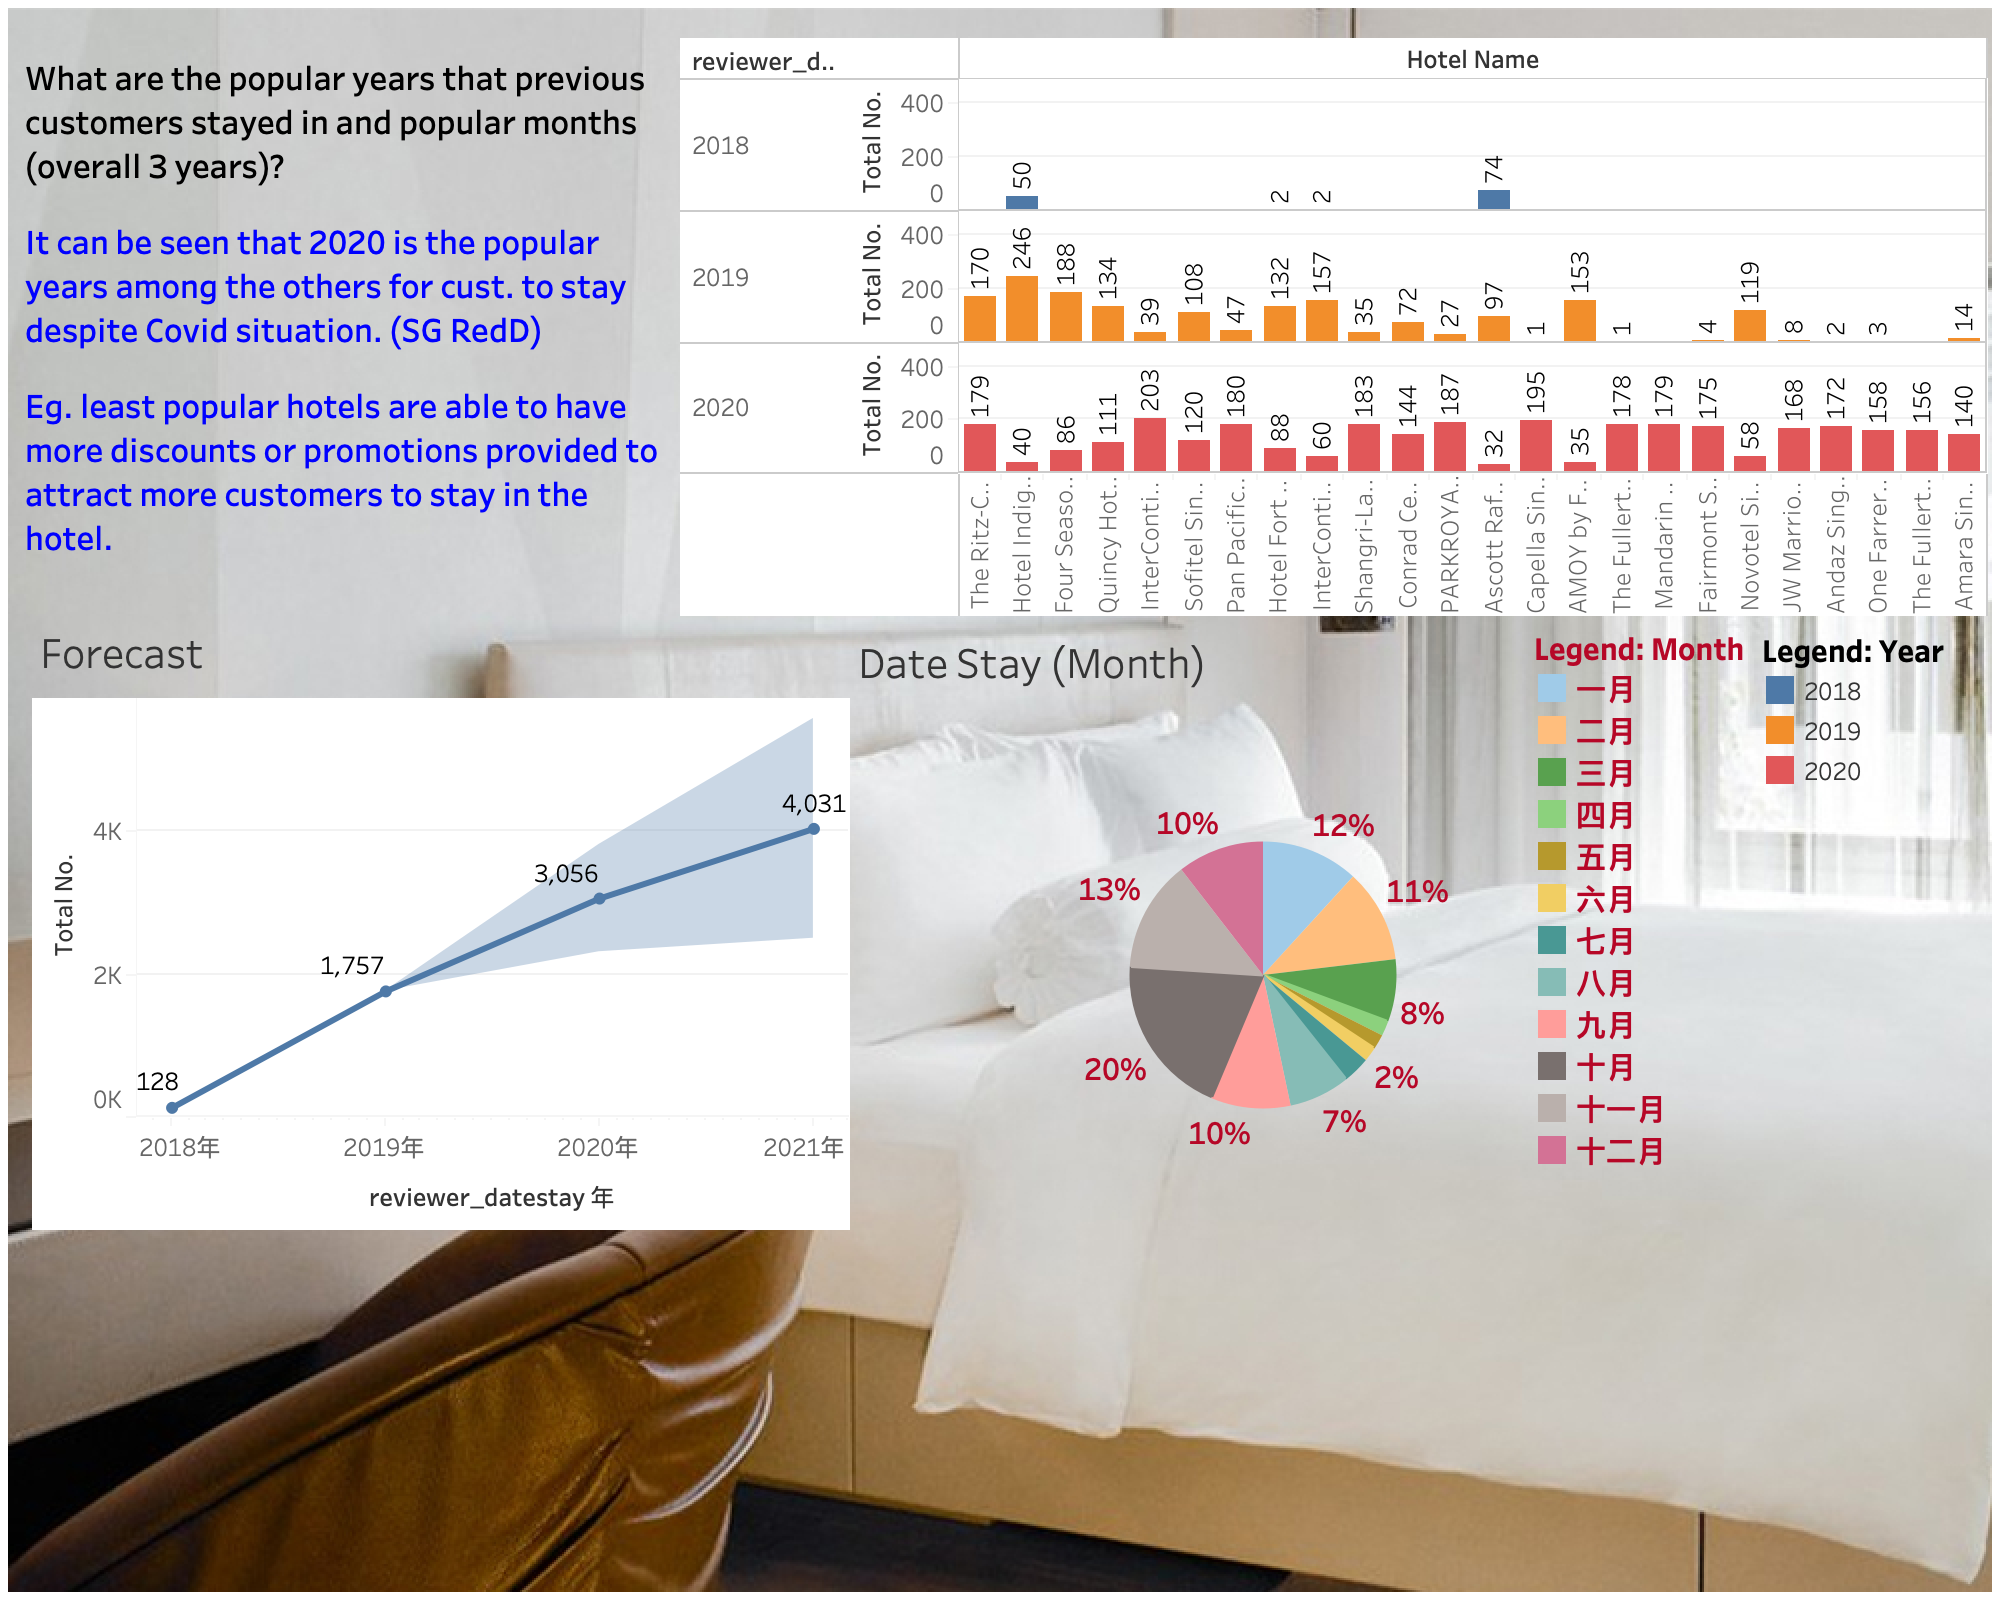 What are the popular years that previous
customers stayed in and popular months
(overall 3 years)?
It can be seen that 2020 is the popular
years among the others for cust. to stay
despite Covid situation. (SG RedD)
Eg. least popular hotels are able to have
more discounts or promotions provided to
attract more customers to stay in the
hotel.
reviewer_d..
Hotel Name
2018
Total No.
400
200
0
50
2
2
74
2019
Total No.
400
200
0
170
246
188
134
39
108
47
132
157
35
72
27
97
1
153
1
4
119
8
2
3
14
2020
Total No.
400
200
0
179
40
86
111
203
120
180
88
60
183
144
187
32
195
35
178
179
175
58
168
172
158
156
140
The Ritz-C..
Hotel Indig..
Four Seaso..
Quincy Hot..
InterConti..
Sofitel Sin..
Pan Pacific..
Hotel Fort ..
InterConti..
Shangri-La..
Conrad Ce..
PARKROYA..
Ascott Raf..
Capella Sin..
AMOY by F..
The Fullert..
Mandarin ..
Fairmont S..
Novotel Si..
JW Marrio..
Andaz Sing..
One Farrer..
The Fullert..
Amara Sin..
Forecast
Total No.
4K
2K
0K
128
1,757
3,056
4,031
2018年
2019年
2020年
2021年
reviewer_datestay 年
Date Stay (Month)
10%
12%
13%
11%
8%
20%
2%
10%
7%
Legend: Month
一月
二月
三月
四月
五月
六月
七月
八月
九月
十月
十一月
十二月
Legend: Year
2018
2019
2020